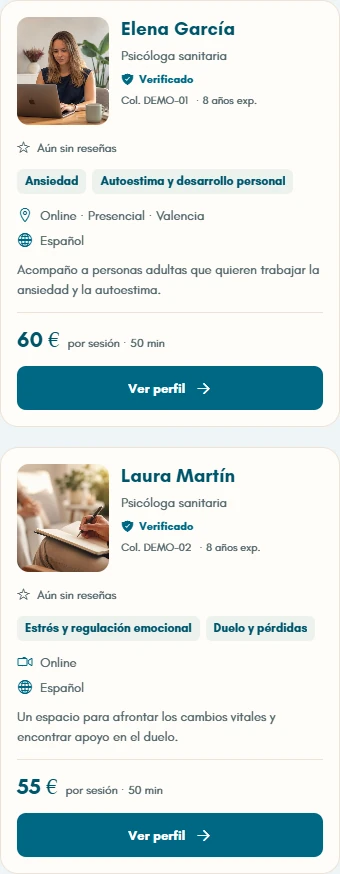 Elena García
Psicóloga sanitaria
Verificado
Col. DEMO-01 · 8 años exp.
Aún sin reseñas
Ansiedad
Autoestima y desarrollo personal
Online · Presencial · Valencia
Español
Acompaño a personas adultas que quieren trabajar la
ansiedad y la autoestima.
60 € por sesión · 50 min
Ver perfil →
Laura Martín
Psicóloga sanitaria
Verificado
Col. DEMO-02 · 8 años exp.
Aún sin reseñas
Estrés y regulación emocional
Duelo y pérdidas
Online
Español
Un espacio para afrontar los cambios vitales y
encontrar apoyo en el duelo.
55 € por sesión · 50 min
Ver perfil →